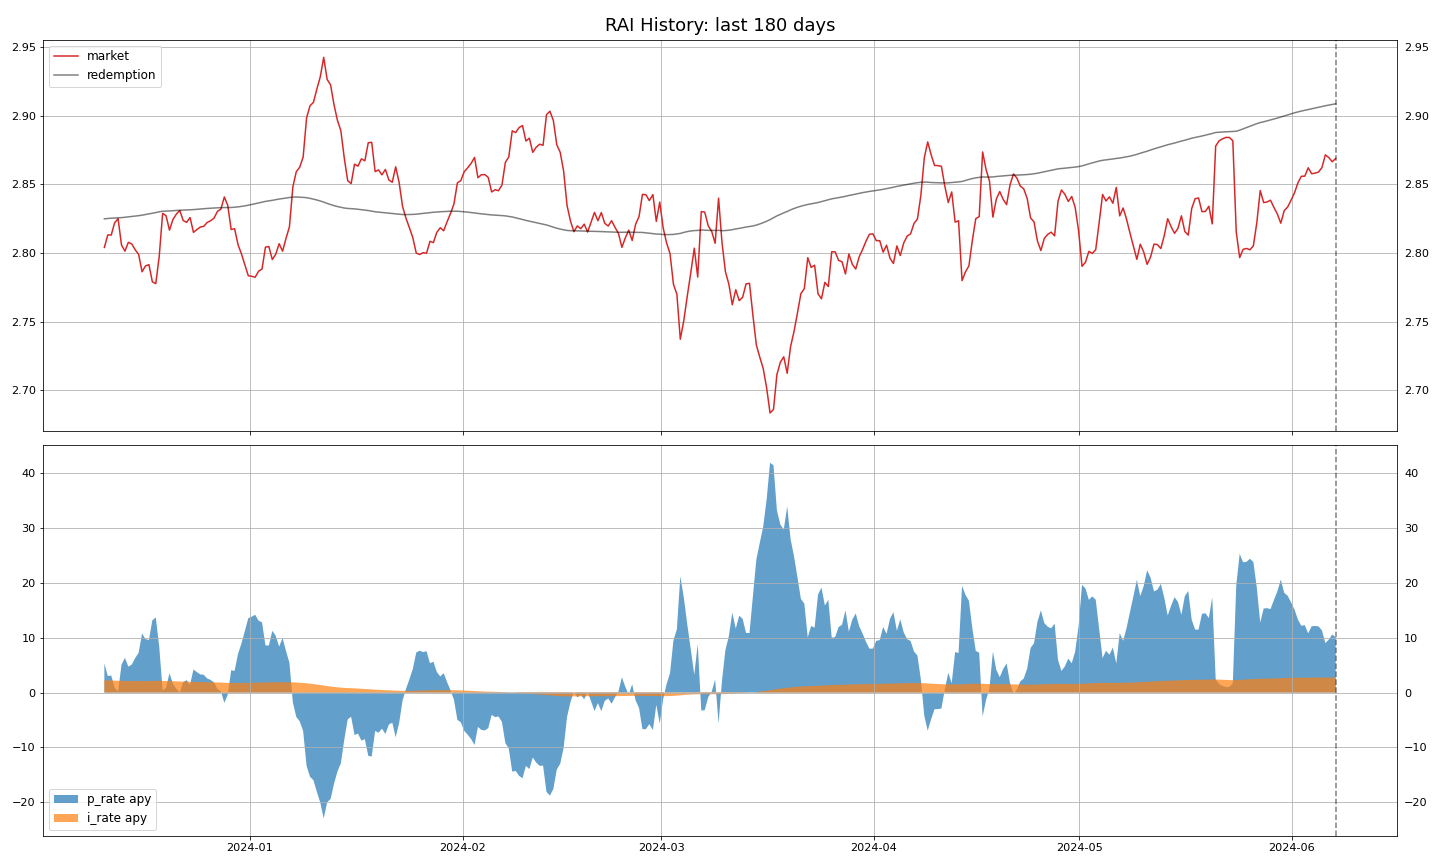 RAI History: last 180 days
2.95 2.95
market
redemption
2.90 2.90
2.85 2.85
2.80 2.80
2.75 2.75
2.70 2.70
40 40
30 30
20 20
10 10
0 0
−10 −10
−20 −20
p_rate apy
i_rate apy
2024-01 2024-02 2024-03 2024-04 2024-05 2024-06